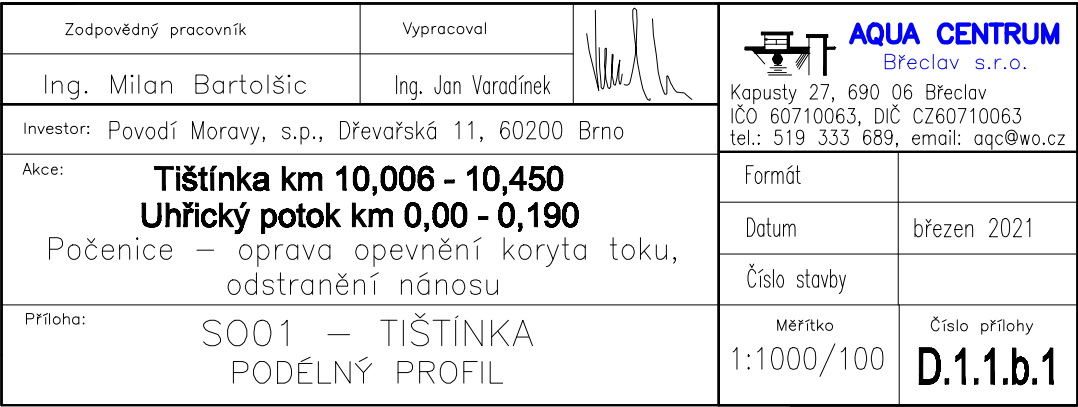 Zodpovědný pracovník
Vypracoval
Ing. Milan Bartolšic
Ing. Jan Varadínek
AQUA CENTRUM
Břeclav s.r.o.
Kapusty 27, 690 06 Břeclav
IČO 60710063, DIČ CZ60710063
tel.: 519 333 689, email: aqc@wo.cz
Investor: Povodí Moravy, s.p., Dřevařská 11, 60200 Brno
Akce:
Tištínka km 10,006 - 10,450
Uhřický potok km 0,00 - 0,190
Počenice – oprava opevnění koryta toku,
odstranění nánosu
Formát
Datum březen 2021
Číslo stavby
Příloha:
SO01 – TIŠTÍNKA
PODÉLNÝ PROFIL
Měřítko
1:1000/100
Číslo přílohy
D.1.1.b.1